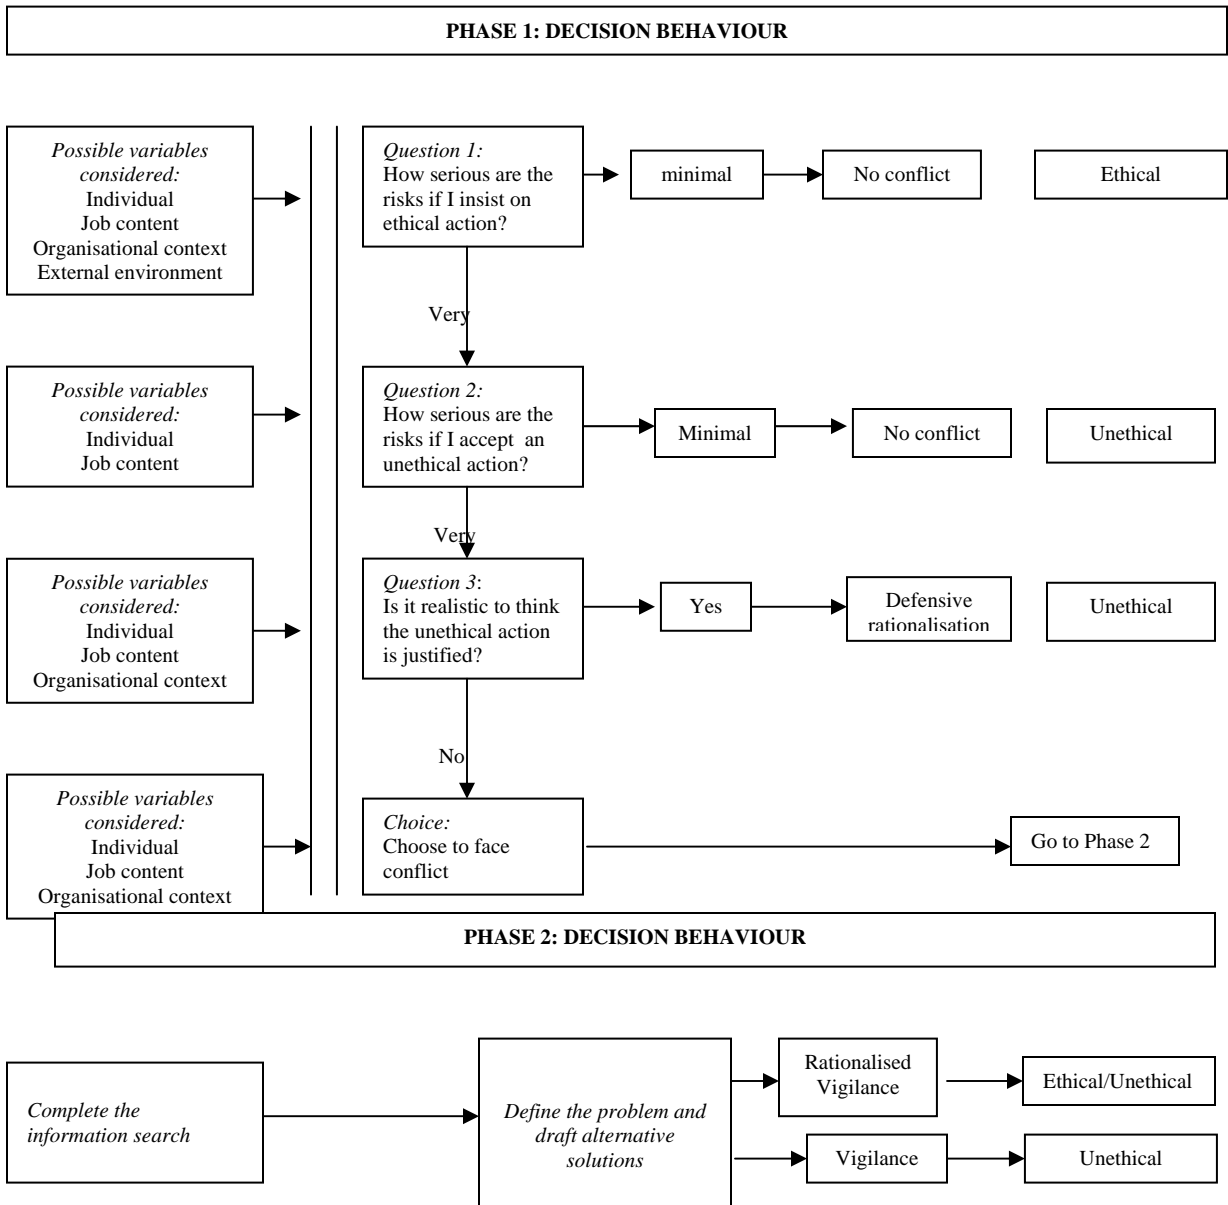 PHASE 1: DECISION BEHAVIOUR
Possible variables
considered:
Individual
Job content
Organisational context
External environment
Question 1:
How serious are the
risks if I insist on
ethical action?
minimal
No conflict
Ethical
Very
Possible variables
considered:
Individual
Job content
Question 2:
How serious are the
risks if I accept an
unethical action?
Minimal
No conflict
Unethical
Very
Possible variables
considered:
Individual
Job content
Organisational context
Question 3:
Is it realistic to think
the unethical action
is justified?
Yes
Defensive
rationalisation
Unethical
No
Possible variables
considered:
Individual
Job content
Organisational context
Choice:
Choose to face
conflict
Go to Phase 2
PHASE 2: DECISION BEHAVIOUR
Complete the
information search
Define the problem and
draft alternative
solutions
Rationalised
Vigilance
Ethical/Unethical
Vigilance
Unethical